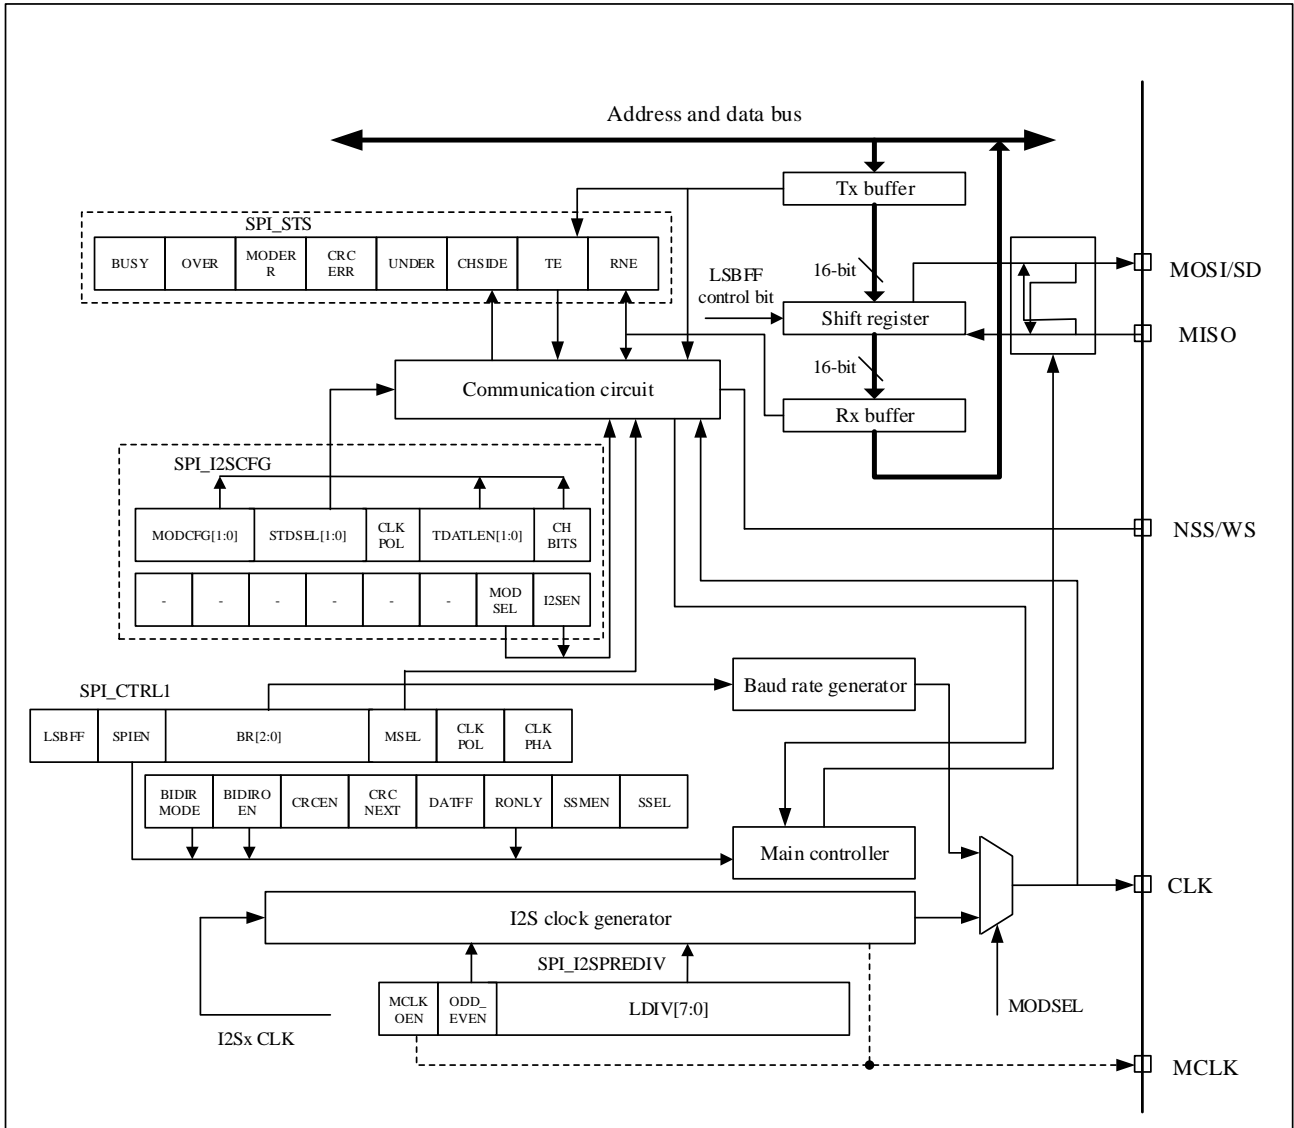 Address and data bus
Tx buffer
SPI_STS
BUSY
OVER
MODER
R
CRC
ERR
UNDER
CHSIDE
TE
RNE
16-bit
LSBFF
control bit
Shift register
MOSI/SD
MISO
16-bit
Communication circuit
Rx buffer
SPI_I2SCFG
MODCFG[1:0]
STDSEL[1:0]
CLK
POL
TDATLEN[1:0]
CH
BITS
NSS/WS
-
-
-
-
-
-
MOD
SEL
I2SEN
SPI_CTRL1
Baud rate generator
LSBFF
SPIEN
BR[2:0]
MSEL
CLK
POL
CLK
PHA
BIDIR
MODE
BIDIRO
EN
CRCEN
CRC
NEXT
DATFF
RONLY
SSMEN
SSEL
Main controller
CLK
I2S clock generator
SPI_I2SPREDIV
MCLK
OEN
ODD_
EVEN
LDIV[7:0]
MODSEL
I2Sx CLK
MCLK